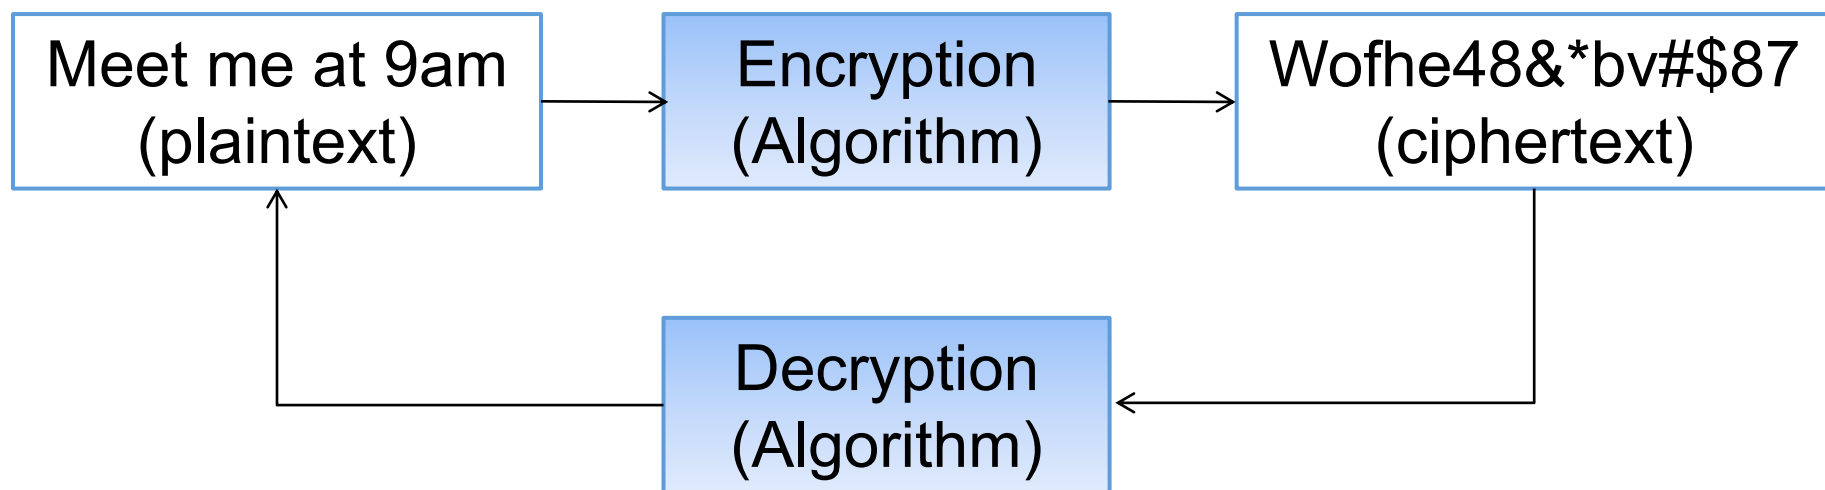 Meet me at 9am
(plaintext)
Encryption
(Algorithm)
Wofhe48&*bv#$87
(ciphertext)
Decryption
(Algorithm)